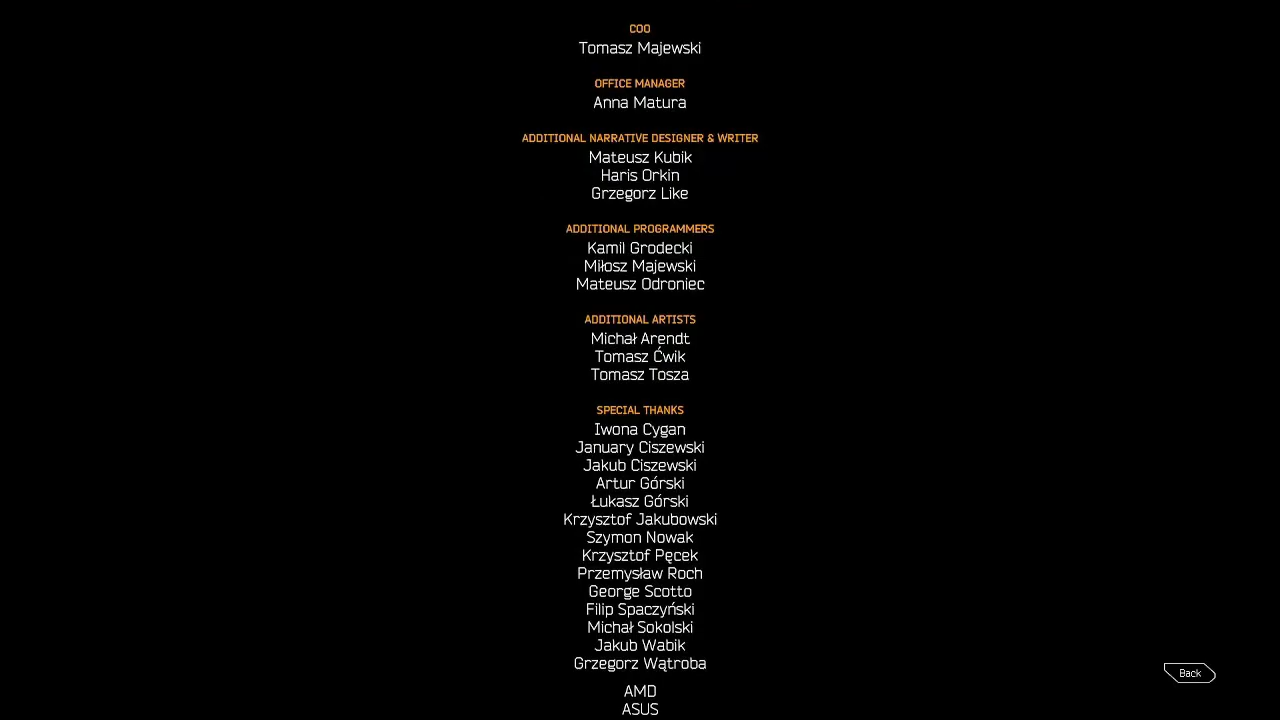 COO
Tomasz Majewski
OFFICE MANAGER
Anna Matura
ADDITIONAL NARRATIVE DESIGNER & WRITER
Mateusz Kubik
Haris Orkin
Grzegorz Like
ADDITIONAL PROGRAMMERS
Kamil Grodecki
Miłosz Majewski
Mateusz Odroniec
ADDITIONAL ARTISTS
Michał Arendt
Tomasz Ćwik
Tomasz Tosza
SPECIAL THANKS
Iwona Cygan
January Ciszewski
Jakub Ciszewski
Artur Górski
Łukasz Górski
Krzysztof Jakubowski
Szymon Nowak
Krzysztof Pęcek
Przemysław Roch
George Scotto
Filip Spaczyński
Michał Sokolski
Jakub Wabik
Grzegorz Wątroba
Back
AMD
ASUS